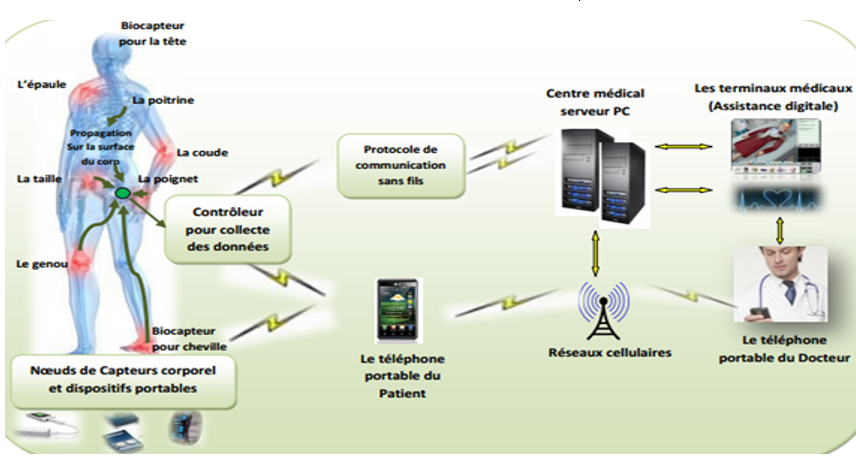 Biocapteur
pour la tête
L'épaule
La poitrine
Propagation
Sur la surface
du corp
La coude
La taille
La poignet
Contrôleur
pour collecte
des données
Le genou
Biocapteur
pour cheville
Nœuds de Capteurs corporel
et dispositifs portables
Protocole de
communication
sans fils
Le téléphone
portable du
Patient
Centre médical
serveur PC
Réseaux cellulaires
Les terminaux médicaux
(Assistance digitale)
Le téléphone
portable du Docteur